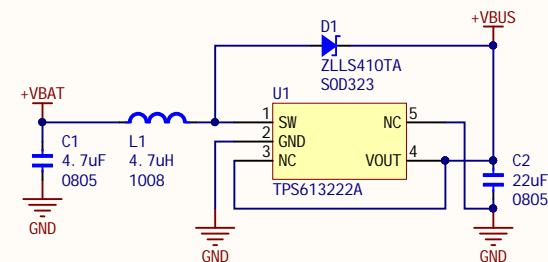 D1
+VBUS
ZLLS410TA
SOD323
+VBAT
U1
1
SW
NC
5
2
GND
3
NC
VOUT
4
C1
4.7uF
0805
L1
4.7uH
1008
C2
22uF
0805
TPS613222A
GND
GND
GND